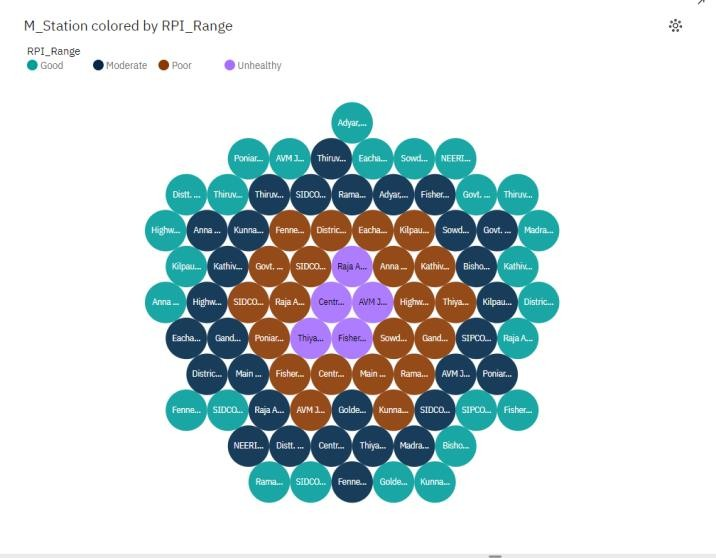 M_Station colored by RPI_Range
RPI_Range
Good Moderate Poor Unhealthy
Adyar,...
Poniar... AVM J... Thiruv... Eacha... Sowd... NEERI...
Distt. ... Thiruv... Thiruv... SIDCO... Rama... Adyar,... Fisher... Govt. ... Thiruv...
Highw... Anna ... Kunna... Fenne... Distric... Eacha... Kilpau... Sowd... Govt. ... Madra...
Kilpau... Kathiv... Govt. ... SIDCO... Raja A... Anna ... Kathiv... Bisho... Kathiv...
Anna ... Highw... SIDCO... Raja A... Centr... AVM J... Highw... Thiya... Kilpau... Distric...
Eacha... Gand... Poniar... Thiya... Fisher... Sowd... Gand... SIPCO... Raja A...
Distric... Main ... Fisher... Centr... Main ... Rama... AVM J... Poniar...
Fenne... SIDCO... Raja A... AVM J... Golde... Kunna... SIDCO... SIPCO... Fisher...
NEERI... Distt. ... Centr... Thiya... Madra... Bisho...
Rama... SIDCO... Fenne... Golde... Kunna...